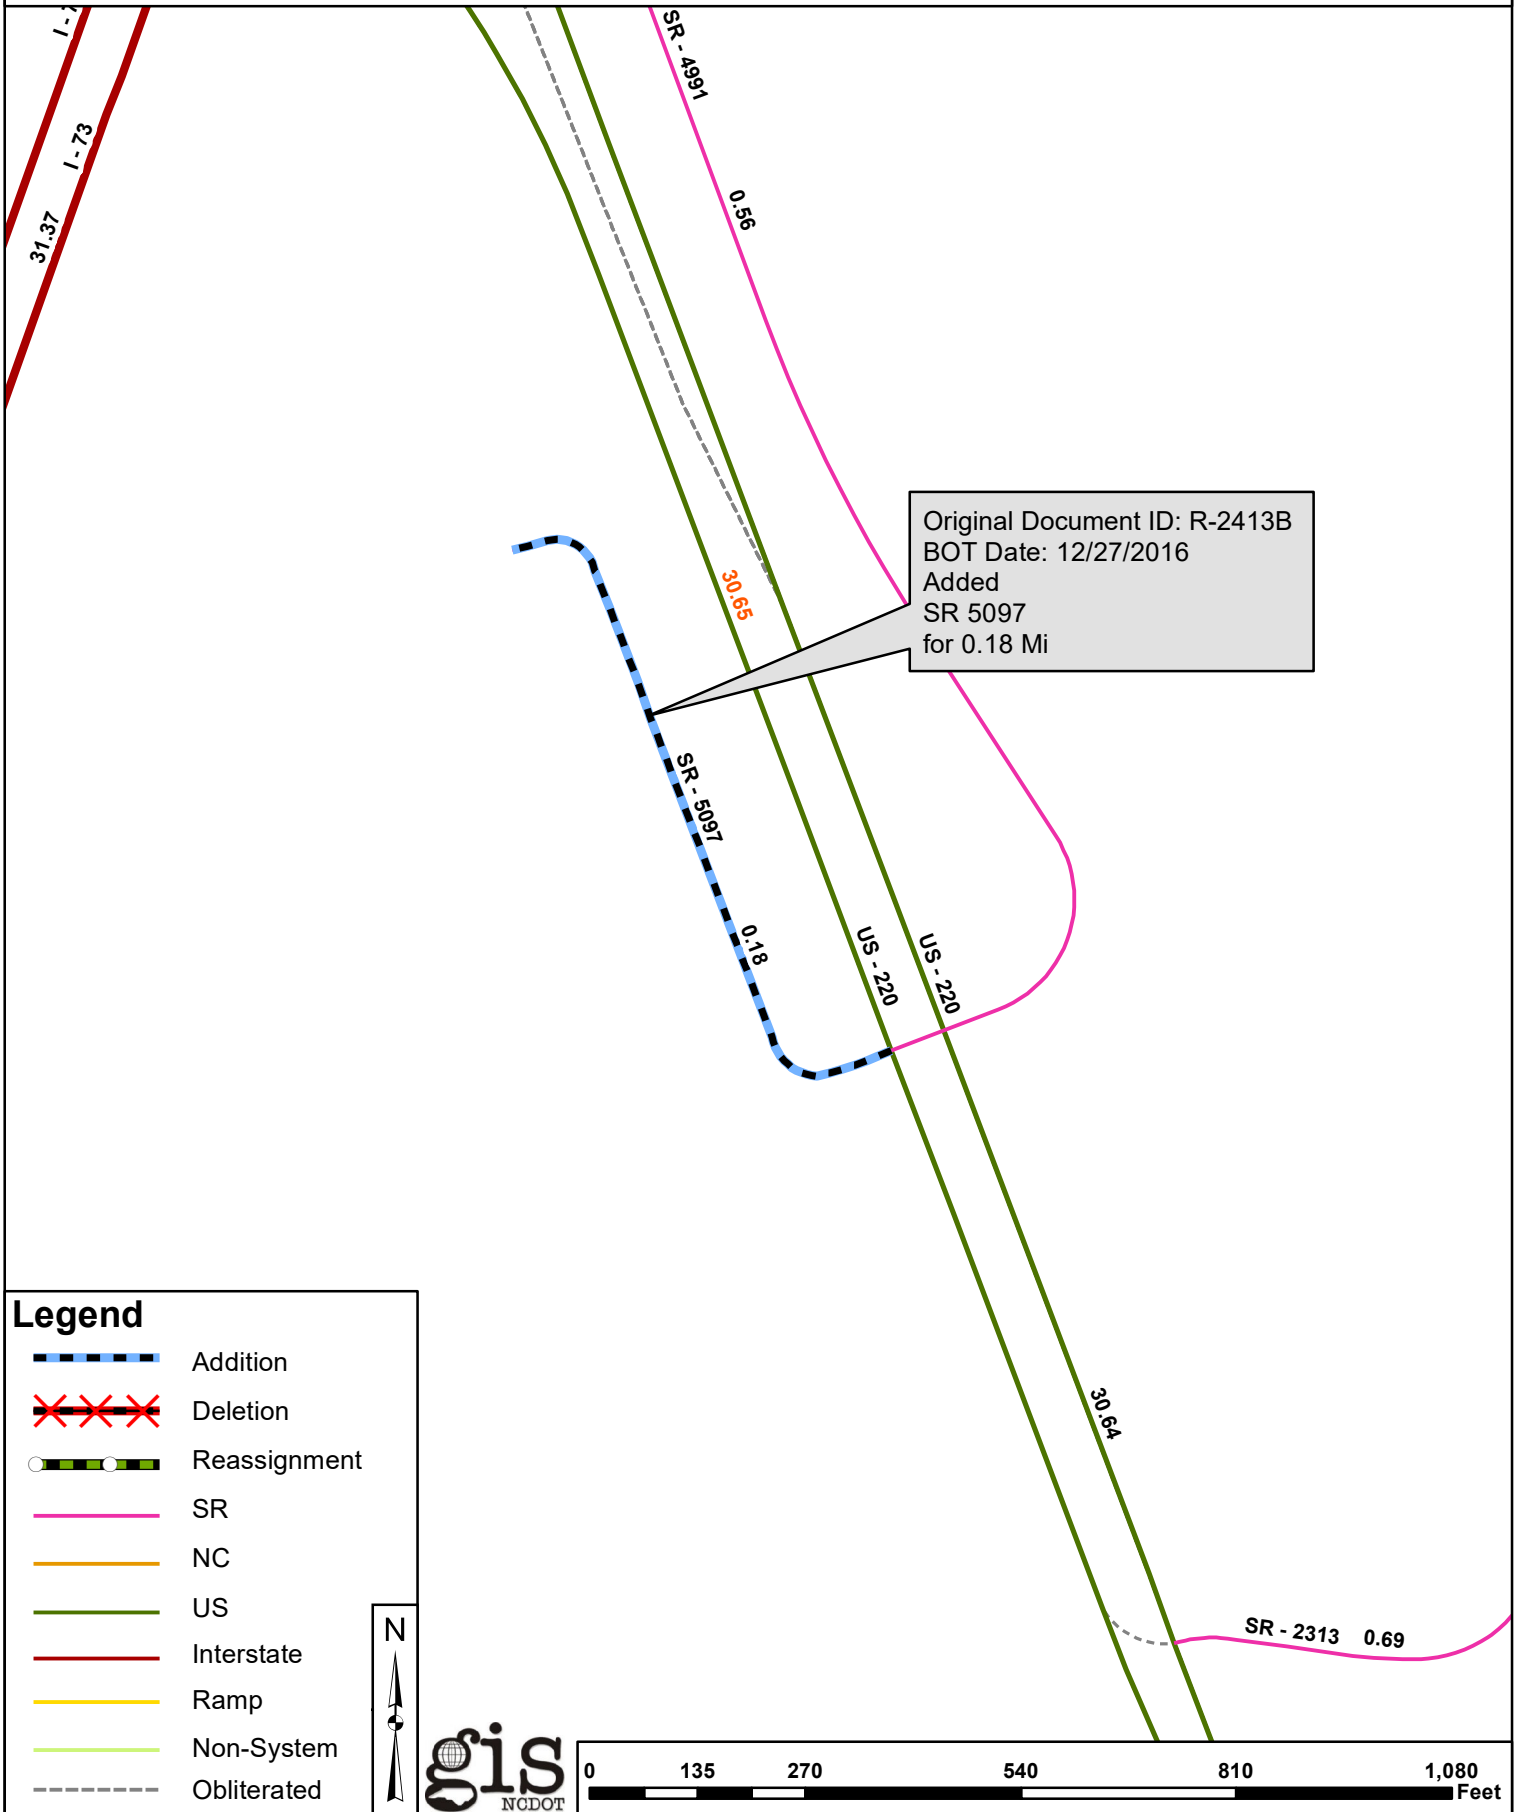 I - 73
31.37
SR - 4991
0.56
Original Document ID: R-2413B
BOT Date: 12/27/2016
Added
SR 5097
for 0.18 Mi
30.65
SR - 5097
0.18
US - 220
US - 220
30.64
SR - 2313 0.69
Legend
Addition
Deletion
Reassignment
SR
NC
US
Interstate
Ramp
Non-System
Obliterated
N
gis
NCDOT
0 135 270 540 810 1,080
Feet